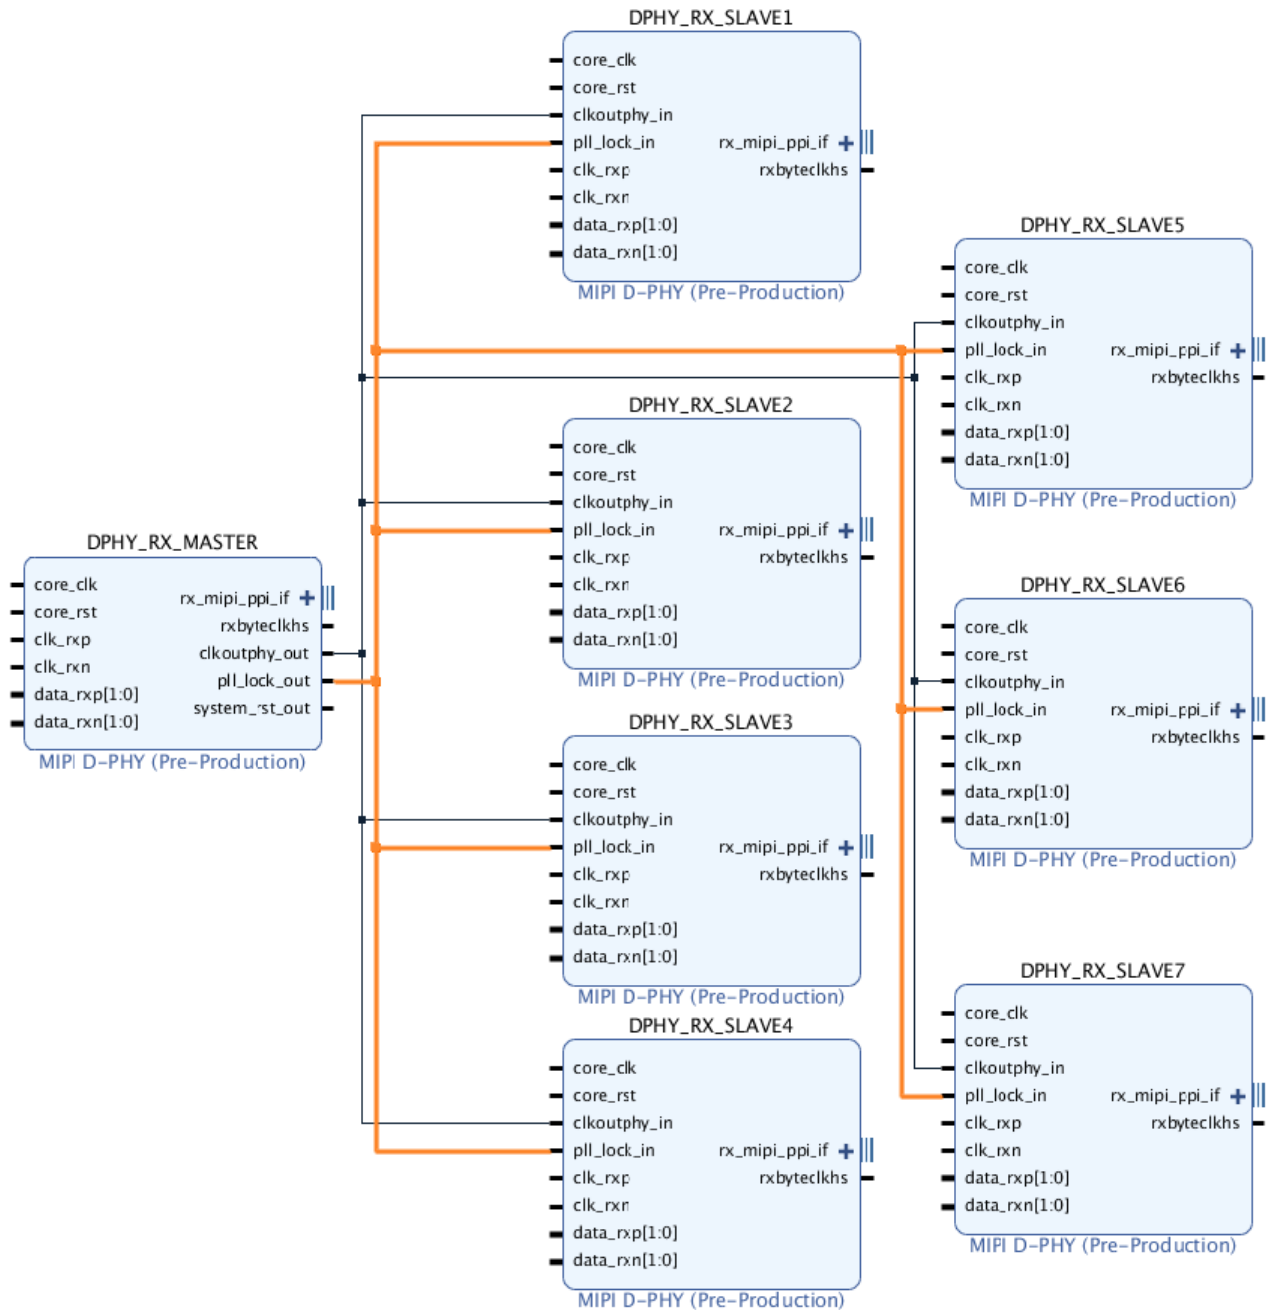 DPHY_RX_SLAVE1
core_clk
core_rst
clkoutphy_in
pll_lock_in
rx_mipi_ppi_if
clk_rxp
rxbyteclkhs
clk_rxn
data_rxp[1:0]
data_rxn[1:0]
MIPI D-PHY (Pre-Production)
DPHY_RX_SLAVE5
core_clk
core_rst
clkoutphy_in
pll_lock_in
rx_mipi_ppi_if
clk_rxp
rxbyteclkhs
clk_rxn
data_rxp[1:0]
data_rxn[1:0]
MIPI D-PHY (Pre-Production)
DPHY_RX_SLAVE2
core_clk
core_rst
clkoutphy_in
pll_lock_in
rx_mipi_ppi_if
clk_rxp
rxbyteclkhs
clk_rxn
data_rxp[1:0]
data_rxn[1:0]
MIPI D-PHY (Pre-Production)
DPHY_RX_MASTER
core_clk
rx_mipi_ppi_if
core_rst
rxbyteclkhs
clk_rxp
clkoutphy_out
clk_rxn
pll_lock_out
data_rxp[1:0]
system_rst_out
data_rxn[1:0]
MIPI D-PHY (Pre-Production)
DPHY_RX_SLAVE6
core_clk
core_rst
clkoutphy_in
pll_lock_in
rx_mipi_ppi_if
clk_rxp
rxbyteclkhs
clk_rxn
data_rxp[1:0]
data_rxn[1:0]
MIPI D-PHY (Pre-Production)
DPHY_RX_SLAVE3
core_clk
core_rst
clkoutphy_in
pll_lock_in
rx_mipi_ppi_if
clk_rxp
rxbyteclkhs
clk_rxn
data_rxp[1:0]
data_rxn[1:0]
MIPI D-PHY (Pre-Production)
DPHY_RX_SLAVE7
core_clk
core_rst
clkoutphy_in
pll_lock_in
rx_mipi_ppi_if
clk_rxp
rxbyteclkhs
clk_rxn
data_rxp[1:0]
data_rxn[1:0]
MIPI D-PHY (Pre-Production)
DPHY_RX_SLAVE4
core_clk
core_rst
clkoutphy_in
pll_lock_in
rx_mipi_ppi_if
clk_rxp
rxbyteclkhs
clk_rxn
data_rxp[1:0]
data_rxn[1:0]
MIPI D-PHY (Pre-Production)